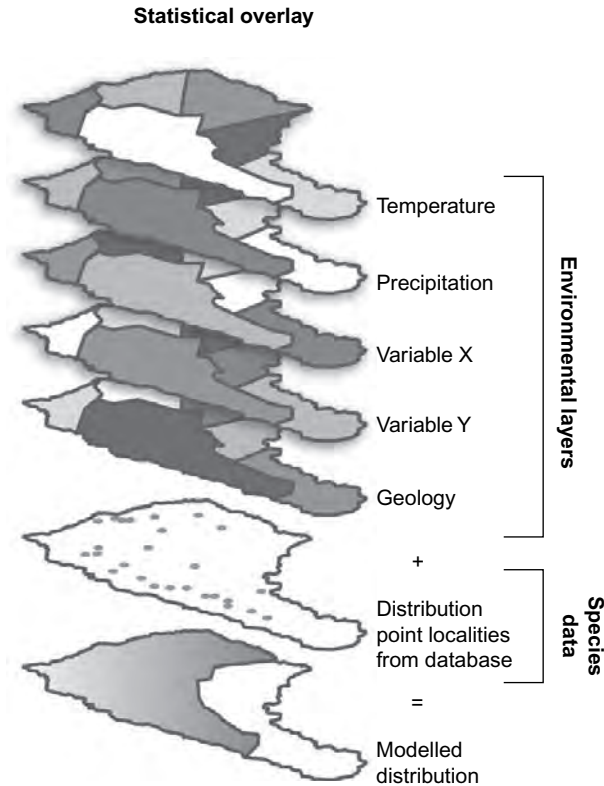 Statistical overlay
Temperature
Precipitation
Variable X
Variable Y
Geology
Environmental layers
+
Distribution
point localities
from database
Species
data
=
Modelled
distribution